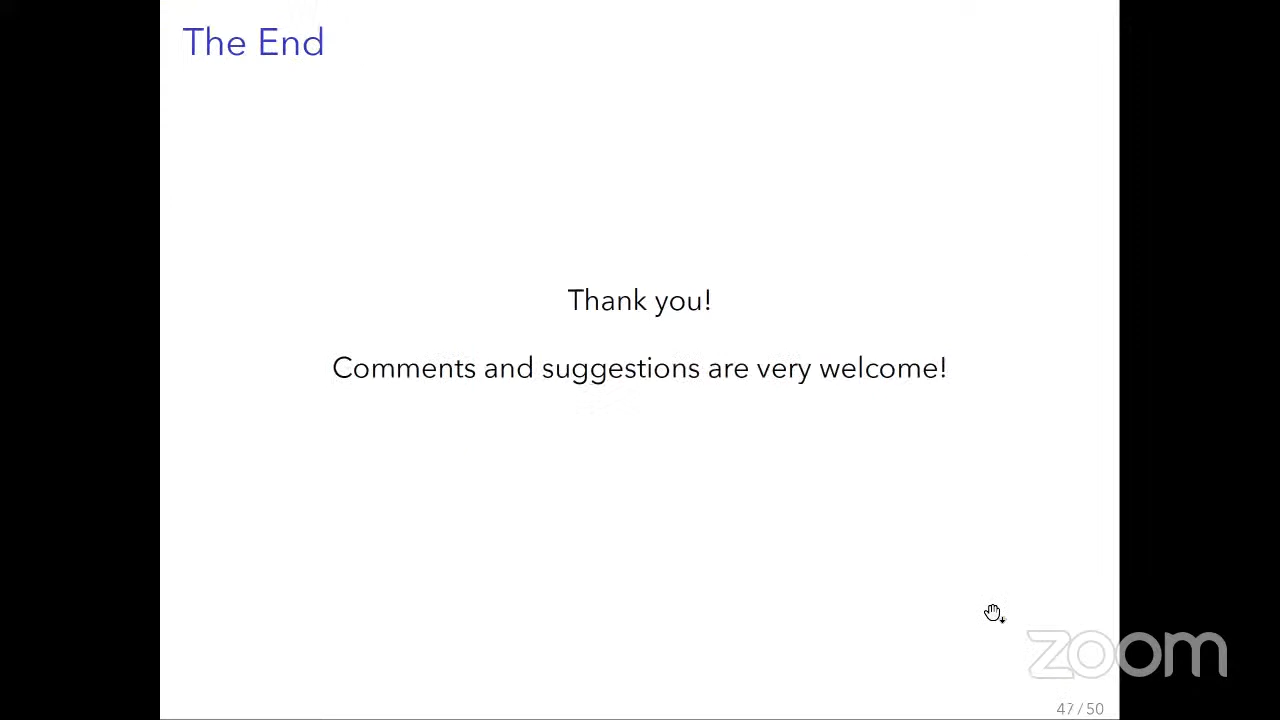 The End
Thank you!
Comments and suggestions are very welcome!
zoom
47 / 50